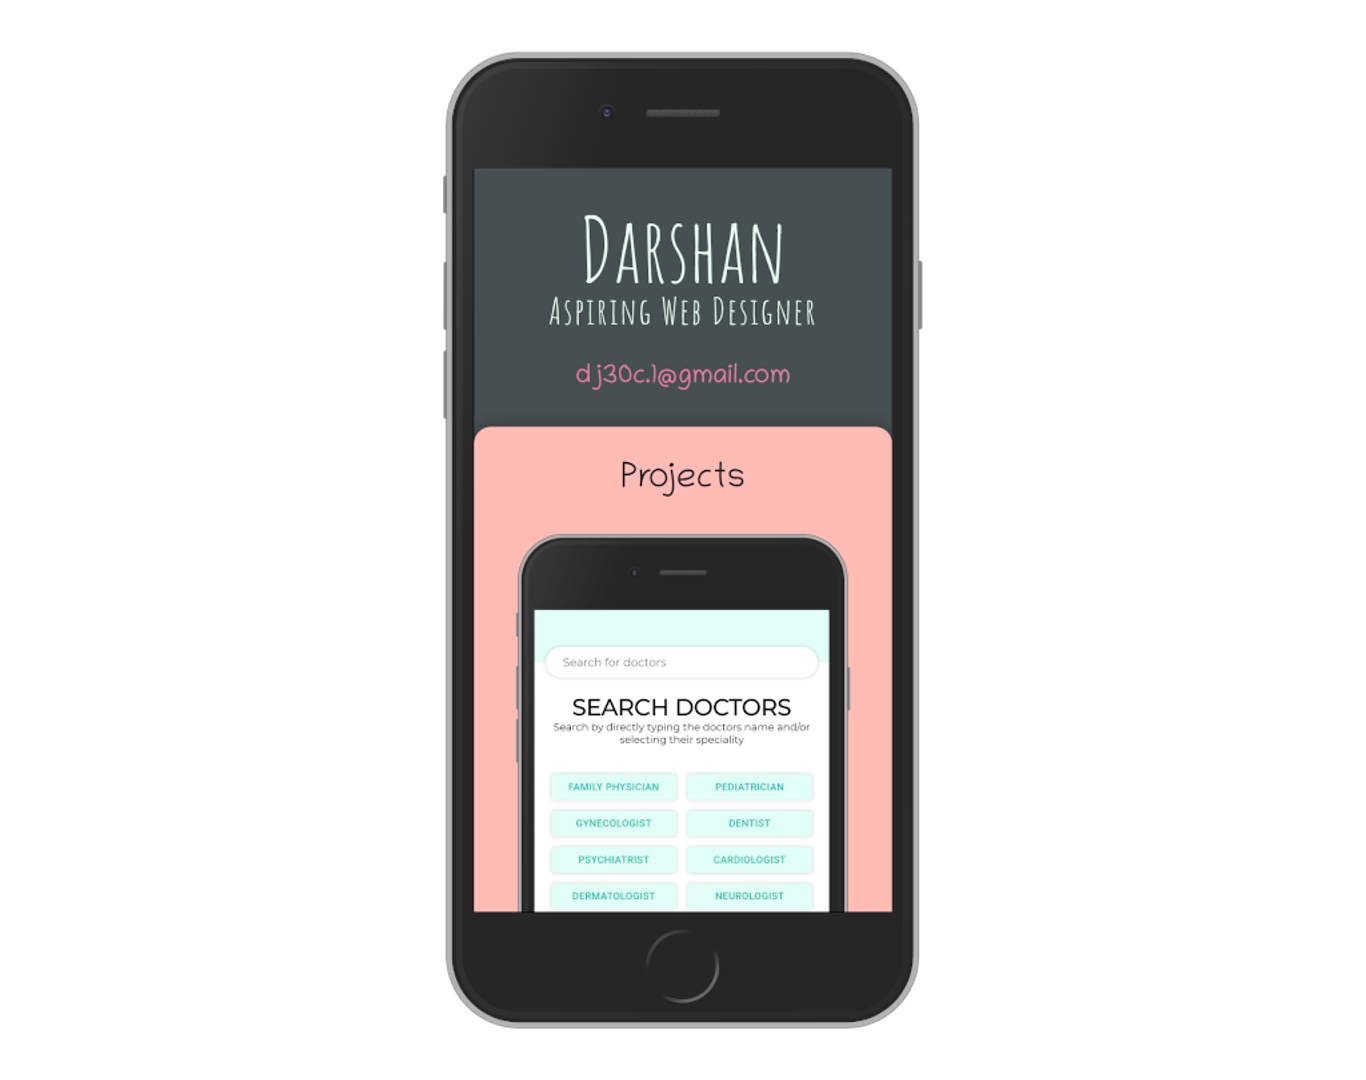 Darshan
Aspiring Web Designer
dj30c.1@gmail.com
Projects
Search for doctors
SEARCH DOCTORS
Search by directly typing the doctors name and/or
selecting their speciality
FAMILY PHYSICIAN PEDIATRICIAN
GYNECOLOGIST DENTIST
PSYCHIATRIST CARDIOLOGIST
DERMATOLOGIST NEUROLOGIST